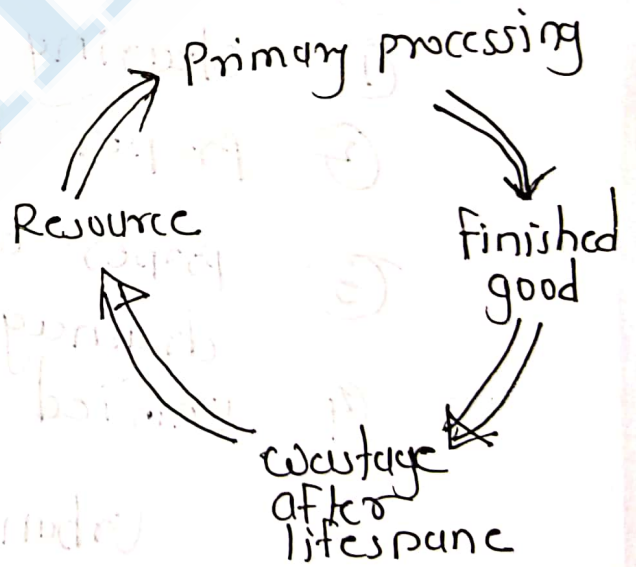 Primary processing
Resource
finished
good
wastage
after
lifespane